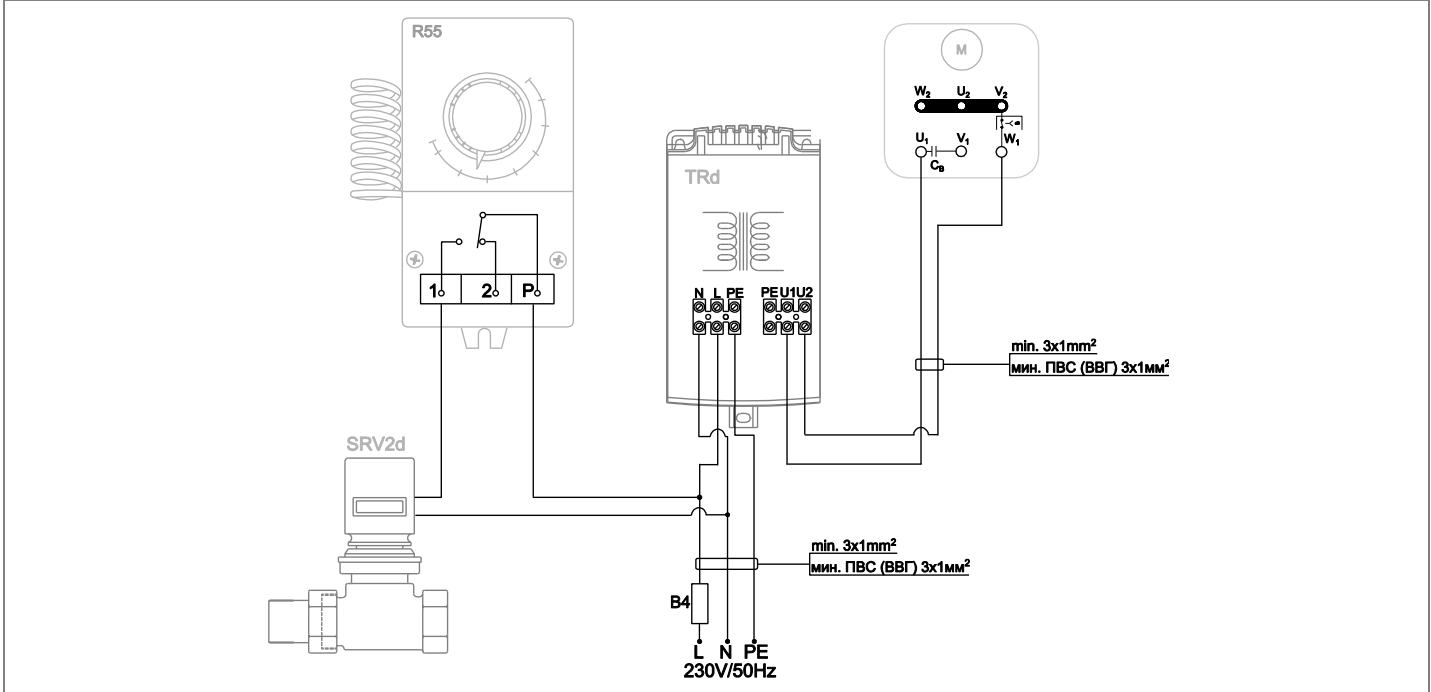 R55
M
W₂ U₂ V₂
U₁ V₁ W₁
Cв
TRd
1 2 P
N L PE PE U1 U2
min. 3x1mm²
мин. ПВС (ВВГ) 3x1мм²
SRV2d
min. 3x1mm²
мин. ПВС (ВВГ) 3x1мм²
B4
L N PE
230V/50Hz